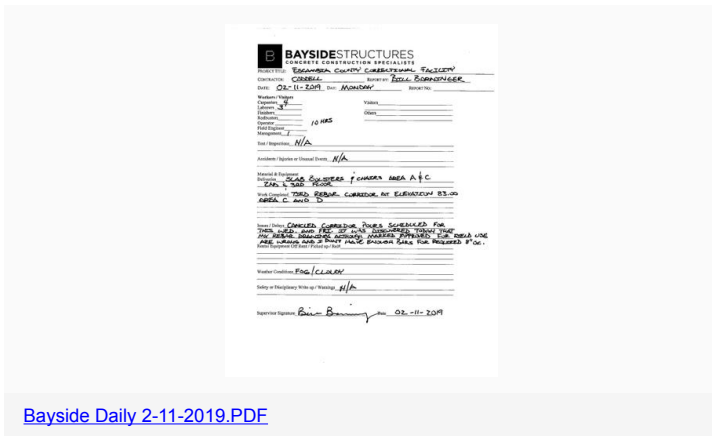 B BAYSIDESTRUCTURES
CONCRETE CONSTRUCTION SPECIALISTS
PROJECT TITLE: ESCAMBIA COUNTY CORRECTIONAL FACILITY
CONTRACTOR: CADDELL REPORT BY: BILL BORNINGER
DATE: 02-11-2019 DAY: MONDAY REPORT NO.
Workers / Visitors
Carpenters 4 Visitors
Laborers 3
Finishers Others
Rodbusters
Operator 10 HRS
Field Engineer
Management 1
Test / Inspections N/A
Accidents / Injuries or Unusual Events N/A
Material & Equipment
Deliveries SLAB BOLSTERS & CHAIRS AREA A & C
2ND & 3RD FLOOR
Work Completed TIED REBAR CORRIDOR AT ELEVATION 83.00
AREA C AND D
Issues / Delays CANCLED CORRIDOR POURS SCHEDULED FOR
THIS WED. AND FRI. IT WAS DISCOVERED TODAY THAT
MY REBAR DRAWINGS ALTHOUGH MARKED APPROVED FOR FIELD USE
ARE WRONG AND I DON'T HAVE ENOUGH BARS FOR REQUIRED 8" OC.
Rental Equipment Off Rent / Picked up / Ref
Weather Conditions FOG / CLOUDY
Safety or Disciplinary Write up / Warnings N/A
Supervisor Signature Date 02-11-2019
Bayside Daily 2-11-2019.PDF